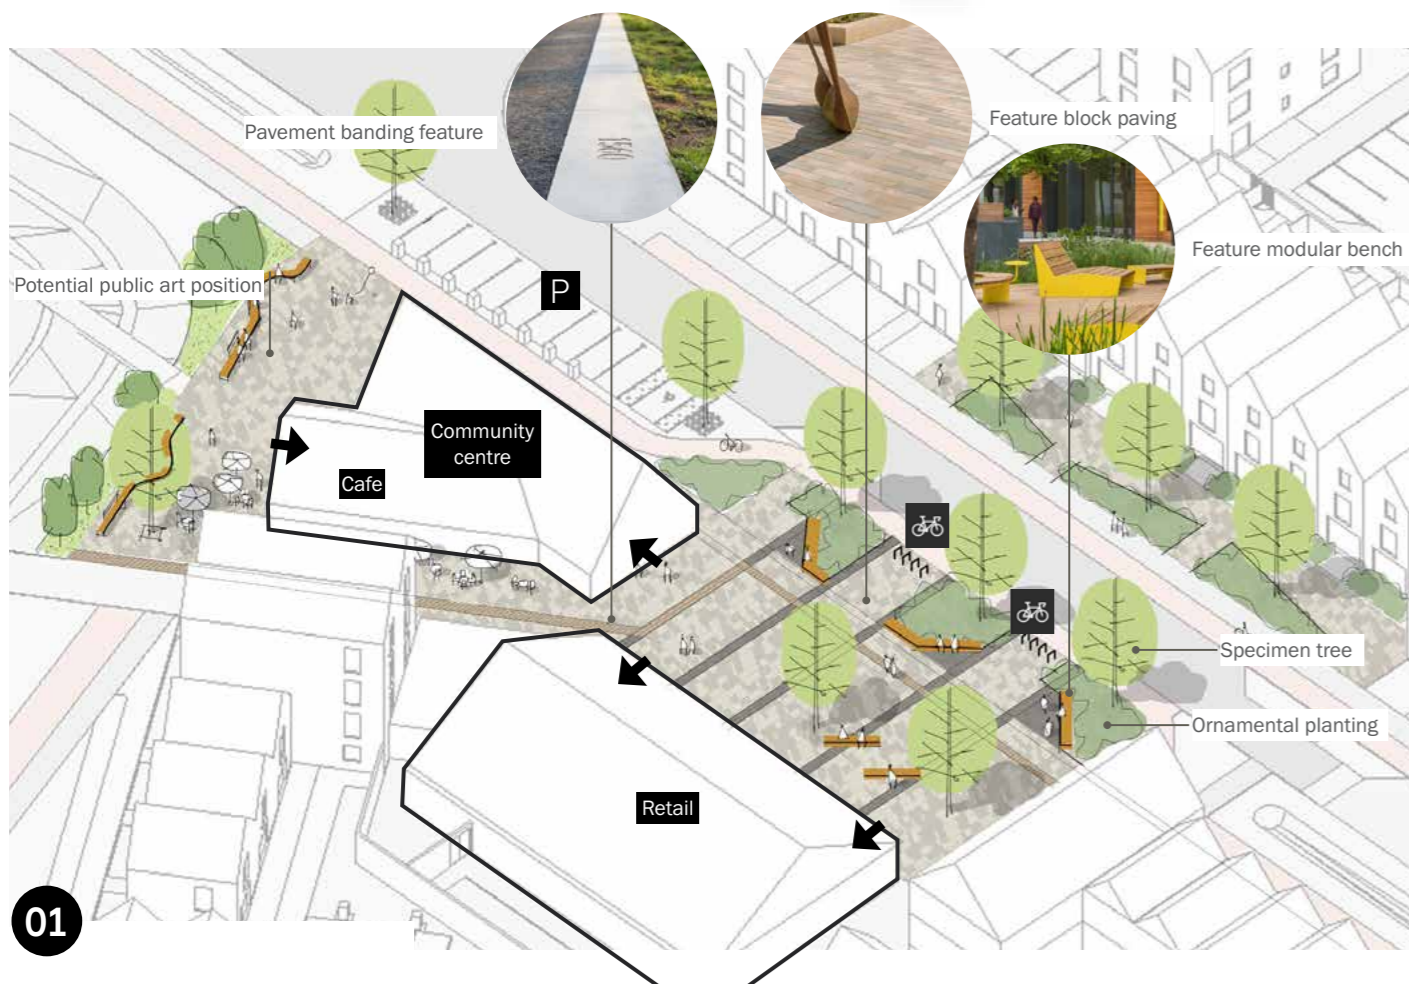 Pavement banding feature
Feature block paving
Feature modular bench
Potential public art position
P
Community
centre
Cafe
Specimen tree
Ornamental planting
Retail
01